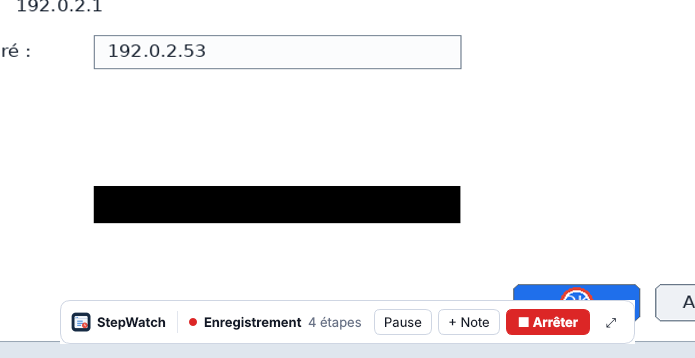 192.0.2.1
ré : 192.0.2.53
StepWatch Enregistrement 4 étapes Pause + Note Arrêter